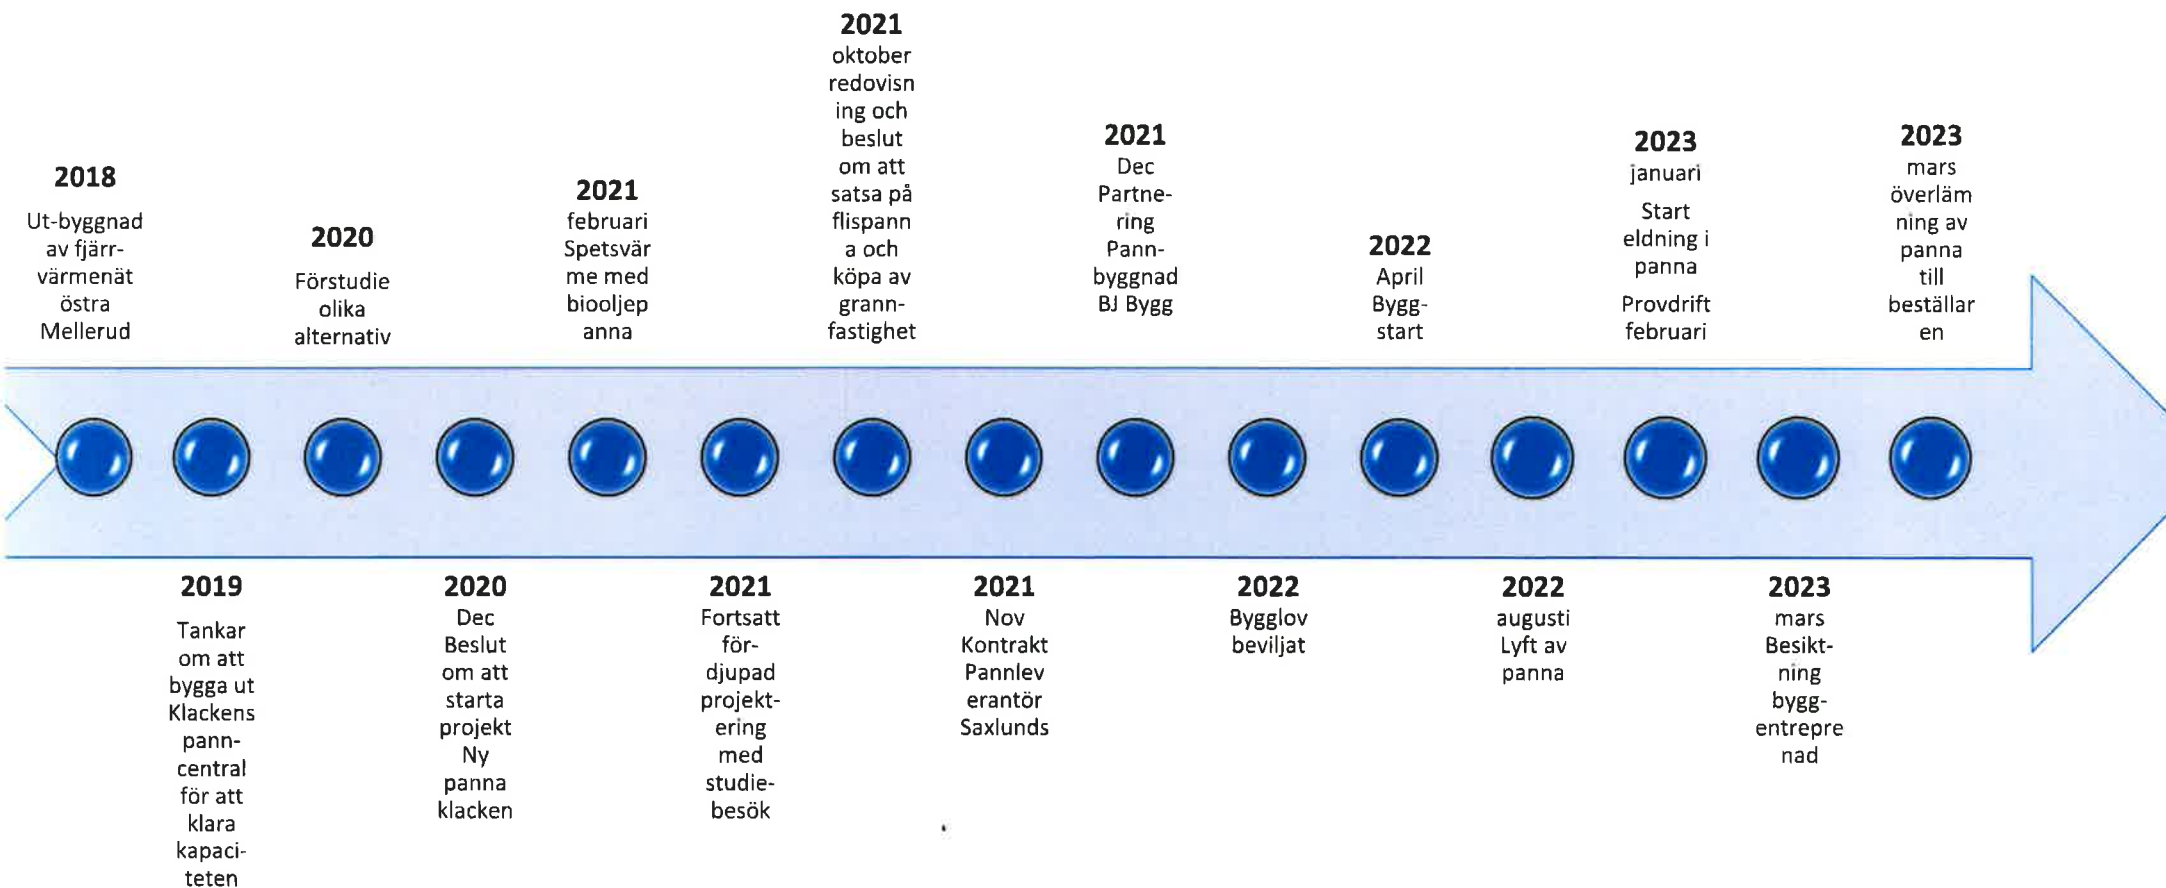 2018
Ut-byggnad
av fjärr-
värmenät
östra
Mellerud
2019
Tankar
om att
bygga ut
Klackens
pann-
central
för att
klara
kapaci-
teten
2020
Förstudie
olika
alternativ
2020
Dec
Beslut
om att
starta
projekt
Ny
panna
klacken
2021
februari
Spetsvär
me med
biooljep
anna
2021
Fortsatt
för-
djupad
projekt-
ering
med
studie-
besök
2021
oktober
redovisn
ing och
beslut
om att
satsa på
flispann
a och
köpa av
grann-
fastighet
2021
Nov
Kontrakt
Pannlev
erantör
Saxlunds
2021
Dec
Partne-
ring
Pann-
byggnad
BJ Bygg
2022
Bygglov
beviljat
2022
April
Bygg-
start
2022
augusti
Lyft av
panna
2023
januari
Start
eldning i
panna
Provdrift
februari
2023
mars
Besikt-
ning
bygg-
entrepre
nad
2023
mars
överläm
ning av
panna
till
beställar
en